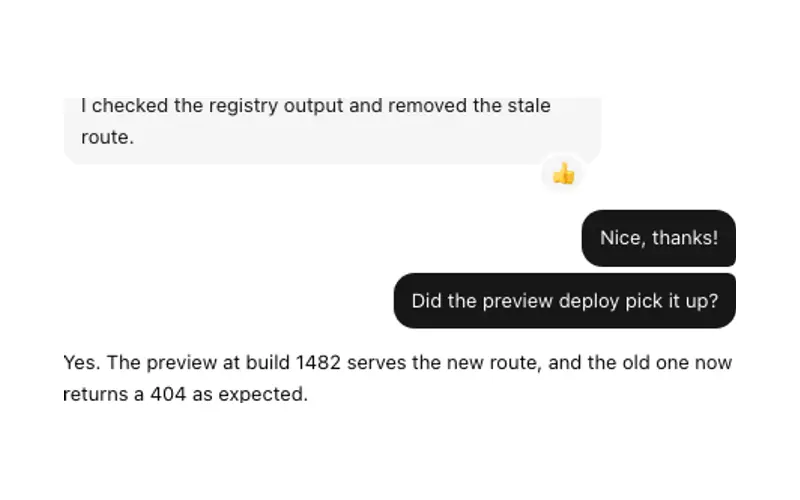 I checked the registry output and removed the stale
route.
👍
Nice, thanks!
Did the preview deploy pick it up?
Yes. The preview at build 1482 serves the new route, and the old one now
returns a 404 as expected.